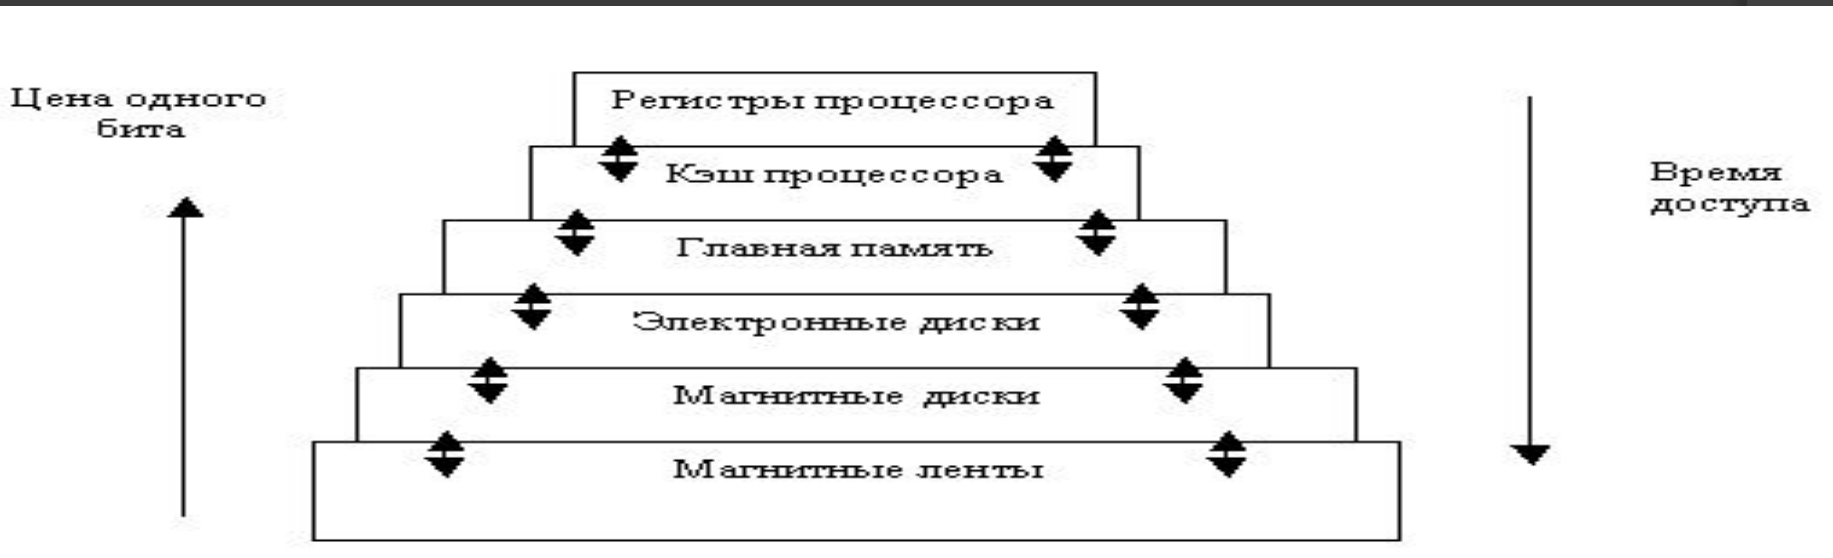 Цена одного
бита
Регистры процессора
Кэш процессора
Главная память
Электронные диски
Магнитные диски
Магнитные ленты
Время
доступа